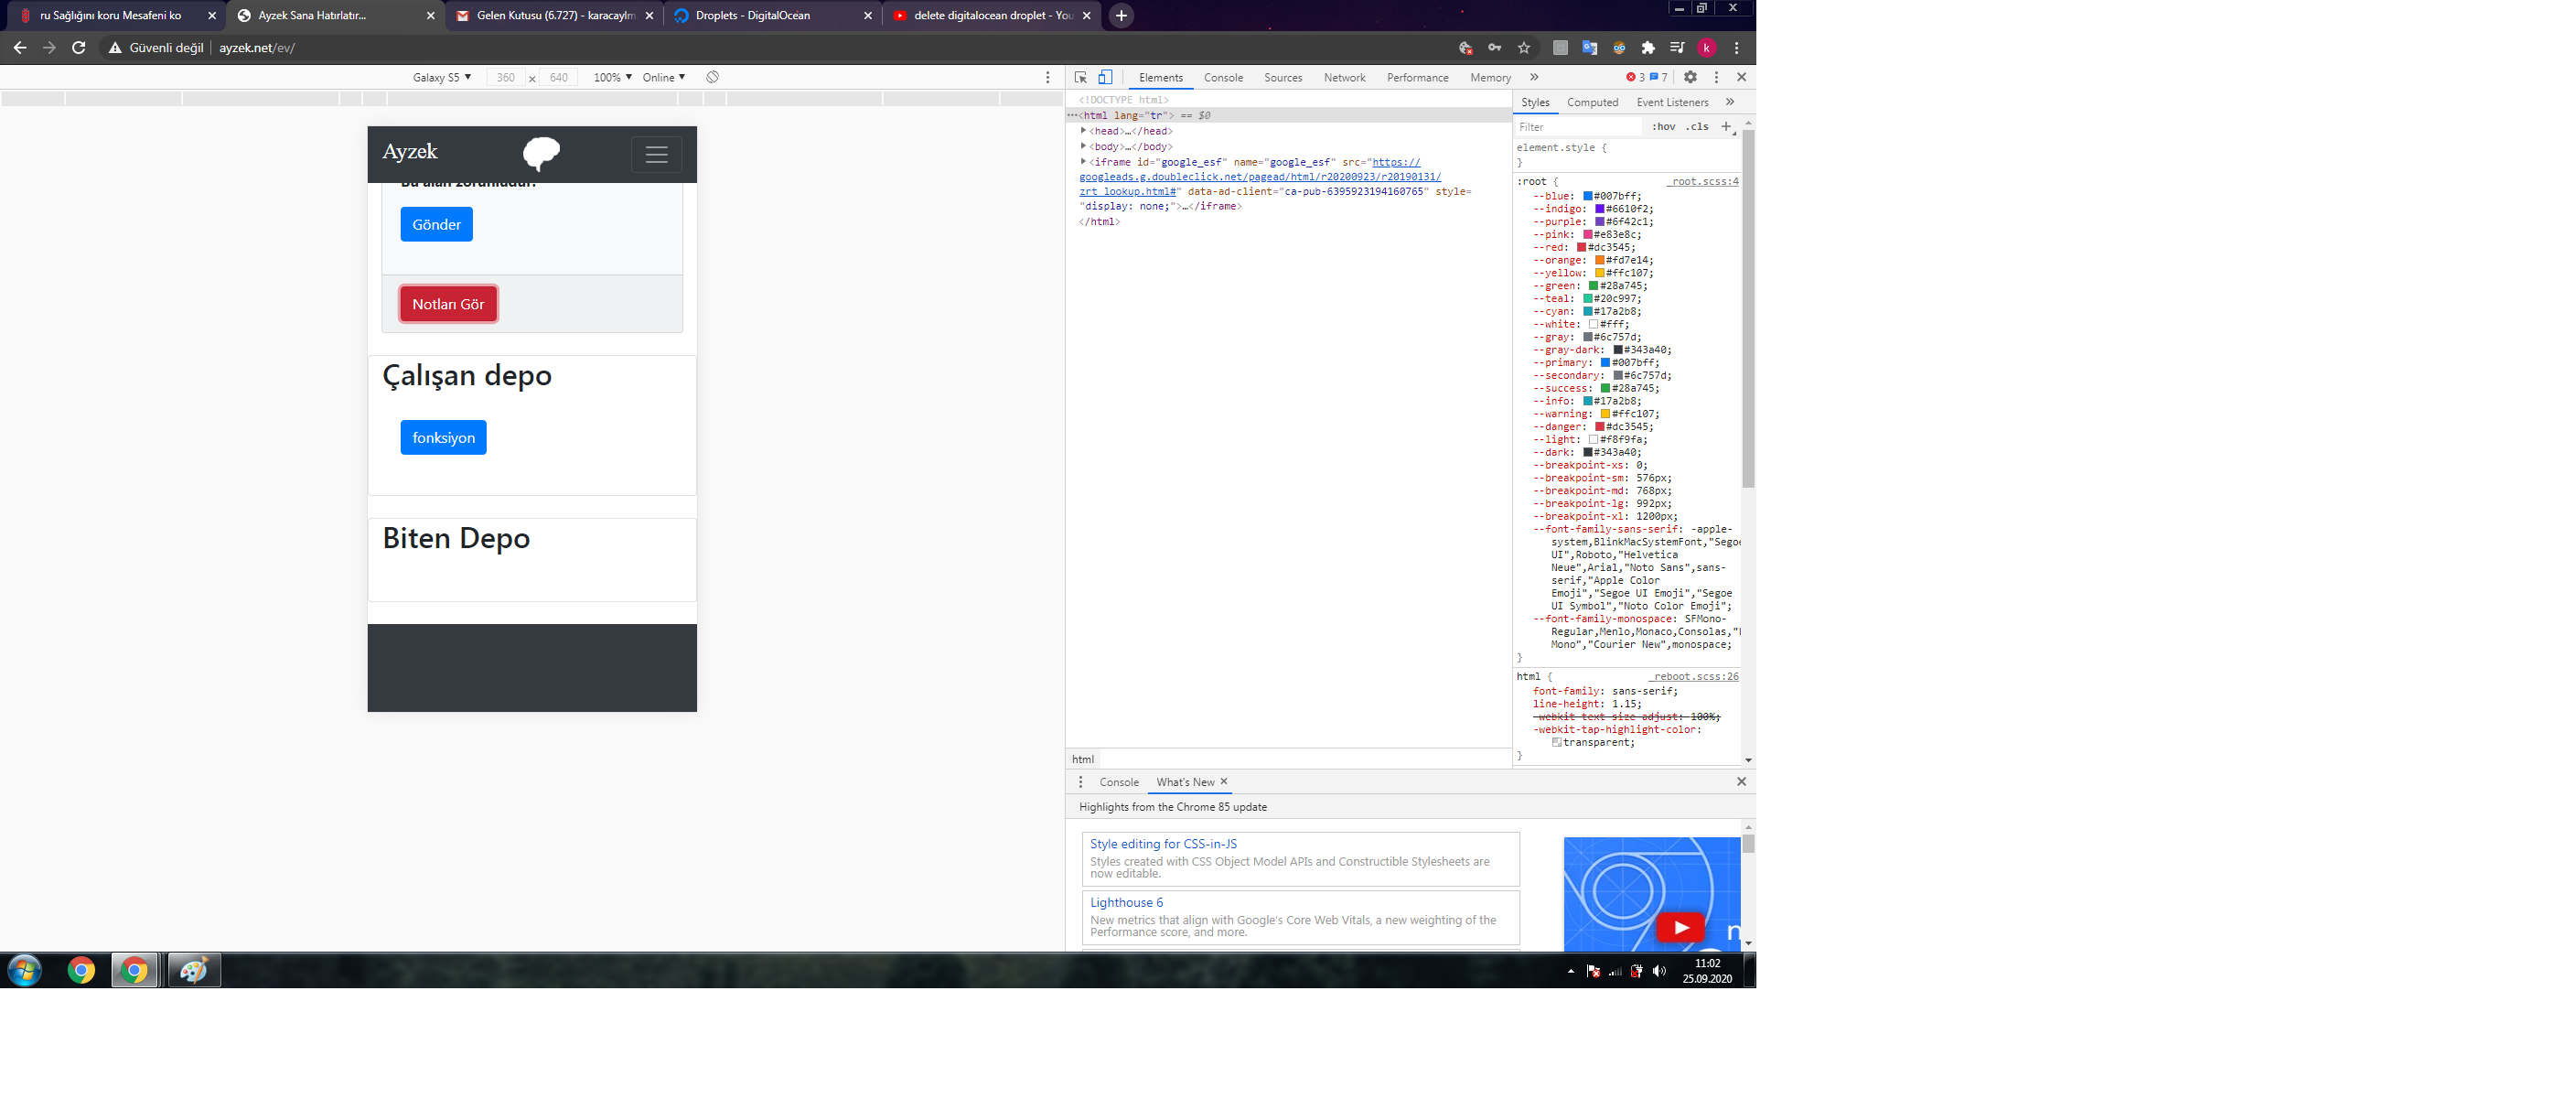 ru Sağlığını koru Mesafeni ko
Ayzek Sana Hatırlatır...
Gelen Kutusu (6.727) - karacaylm
Droplets - DigitalOcean
delete digitalocean droplet - You
Güvenli değil
ayzek.net/ev/
k
Galaxy S5 ▼ 360 × 640 100% ▼ Online ▼
Ayzek
Gönder
Notları Gör
Çalışan depo
fonksiyon
Biten Depo
Elements Console Sources Network Performance Memory » 3 7
<!DOCTYPE html>
···<html lang="tr"> == $0
<head>…</head>
<body>…</body>
<iframe id="google_esf" name="google_esf" src="https://
googleads.g.doubleclick.net/pagead/html/r20200923/r20190131/
zrt_lookup.html#" data-ad-client="ca-pub-6395923194160765" style=
"display: none;">…</iframe>
</html>
html
Styles Computed Event Listeners »
Filter :hov .cls +
element.style {
}
:root { _root.scss:4
--blue: #007bff;
--indigo: #6610f2;
--purple: #6f42c1;
--pink: #e83e8c;
--red: #dc3545;
--orange: #fd7e14;
--yellow: #ffc107;
--green: #28a745;
--teal: #20c997;
--cyan: #17a2b8;
--white: #fff;
--gray: #6c757d;
--gray-dark: #343a40;
--primary: #007bff;
--secondary: #6c757d;
--success: #28a745;
--info: #17a2b8;
--warning: #ffc107;
--danger: #dc3545;
--light: #f8f9fa;
--dark: #343a40;
--breakpoint-xs: 0;
--breakpoint-sm: 576px;
--breakpoint-md: 768px;
--breakpoint-lg: 992px;
--breakpoint-xl: 1200px;
--font-family-sans-serif: -apple-
system,BlinkMacSystemFont,"Segoe
UI",Roboto,"Helvetica
Neue",Arial,"Noto Sans",sans-
serif,"Apple Color
Emoji","Segoe UI Emoji","Segoe
UI Symbol","Noto Color Emoji";
--font-family-monospace: SFMono-
Regular,Menlo,Monaco,Consolas,"
Mono","Courier New",monospace;
}
html { _reboot.scss:26
font-family: sans-serif;
line-height: 1.15;
-webkit-text-size-adjust: 100%;
-webkit-tap-highlight-color:
transparent;
}
Console What's New
Highlights from the Chrome 85 update
Style editing for CSS-in-JS
Styles created with CSS Object Model APIs and Constructible Stylesheets are
now editable.
Lighthouse 6
New metrics that align with Google's Core Web Vitals, a new weighting of the
Performance score, and more.
n
11:02
25.09.2020